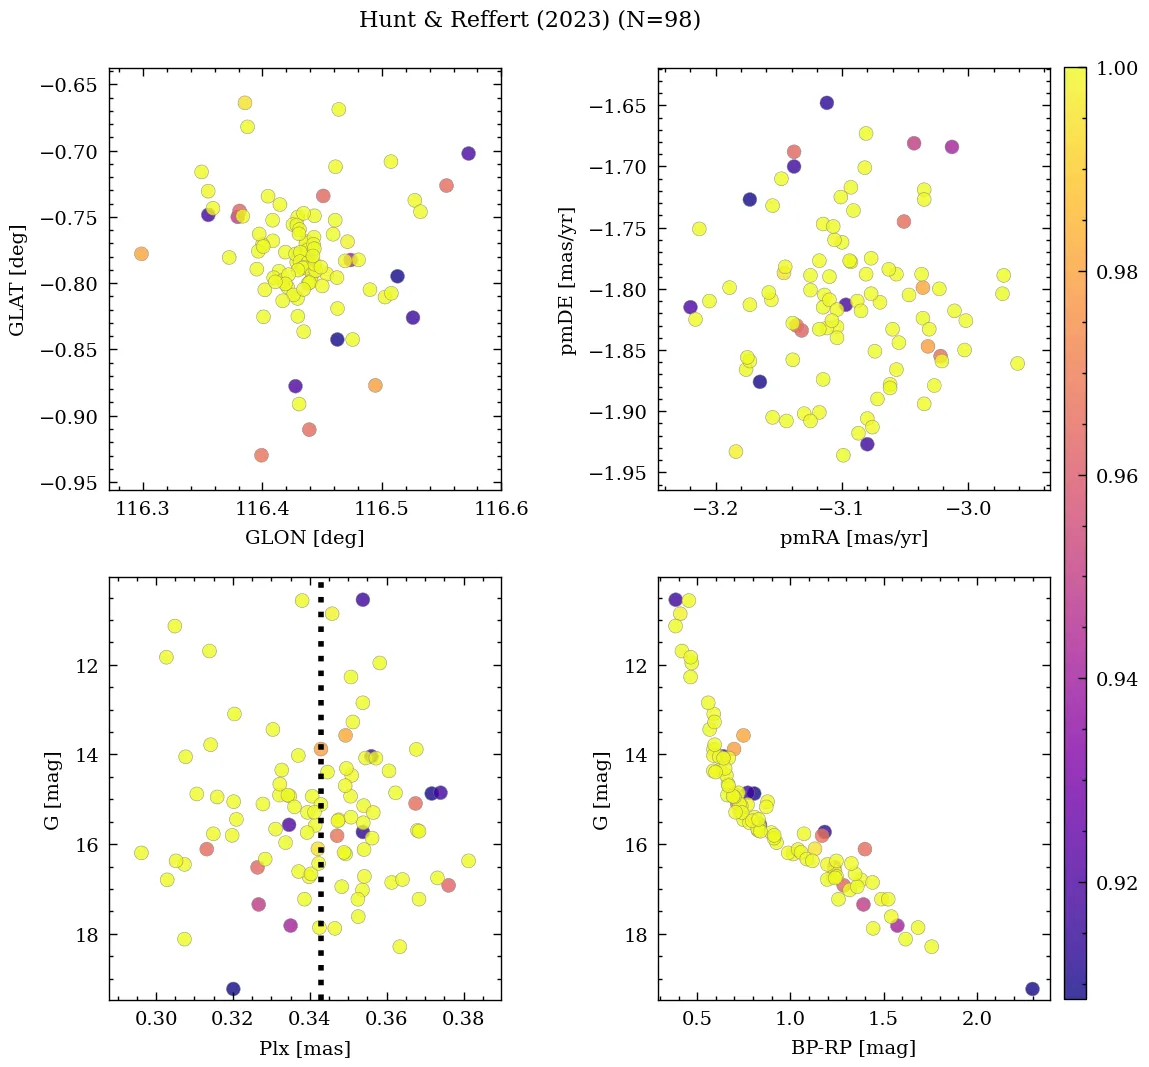 Hunt & Reffert (2023) (N=98)
−0.65
−0.70
−0.75
−0.80
−0.85
−0.90
−0.95
GLAT [deg]
116.3 116.4 116.5 116.6
GLON [deg]
−1.65
−1.70
−1.75
−1.80
−1.85
−1.90
−1.95
pmDE [mas/yr]
−3.2 −3.1 −3.0
pmRA [mas/yr]
12
14
16
18
G [mag]
0.30 0.32 0.34 0.36 0.38
Plx [mas]
12
14
16
18
G [mag]
0.5 1.0 1.5 2.0
BP-RP [mag]
1.00
0.98
0.96
0.94
0.92